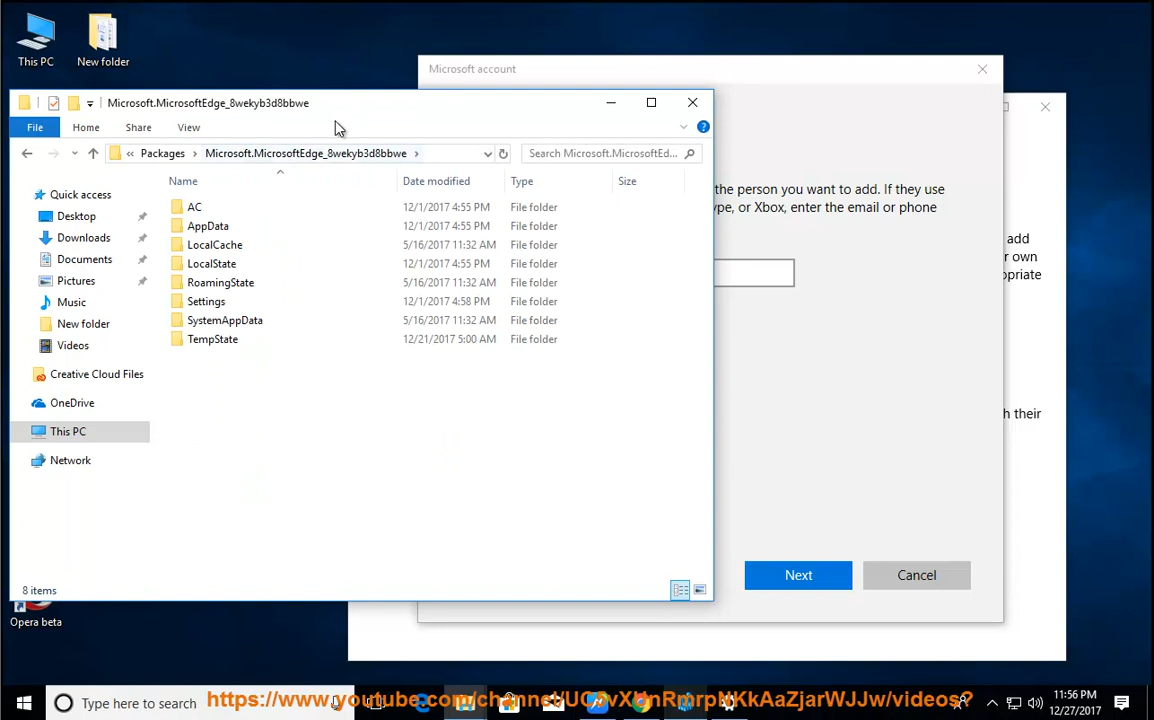 This PC
New folder
Microsoft account
Microsoft.MicrosoftEdge_8wekyb3d8bbwe
File
Home
Share
View
Packages
Microsoft.MicrosoftEdge_8wekyb3d8bbwe
Search Microsoft.MicrosoftEd...
Name
Date modified
Type
Size
Quick access
Desktop
Downloads
Documents
Pictures
Music
New folder
Videos
Creative Cloud Files
OneDrive
This PC
Network
AC 12/1/2017 4:55 PM File folder
AppData 12/1/2017 4:55 PM File folder
LocalCache 5/16/2017 11:32 AM File folder
LocalState 12/1/2017 4:55 PM File folder
RoamingState 5/16/2017 11:32 AM File folder
Settings 12/1/2017 4:58 PM File folder
SystemAppData 5/16/2017 11:32 AM File folder
TempState 12/21/2017 5:00 AM File folder
8 items
the person you want to add. If they use
ype, or Xbox, enter the email or phone
add
r own
opriate
h their
Next
Cancel
Opera beta
Type here to search
11:56 PM
12/27/2017